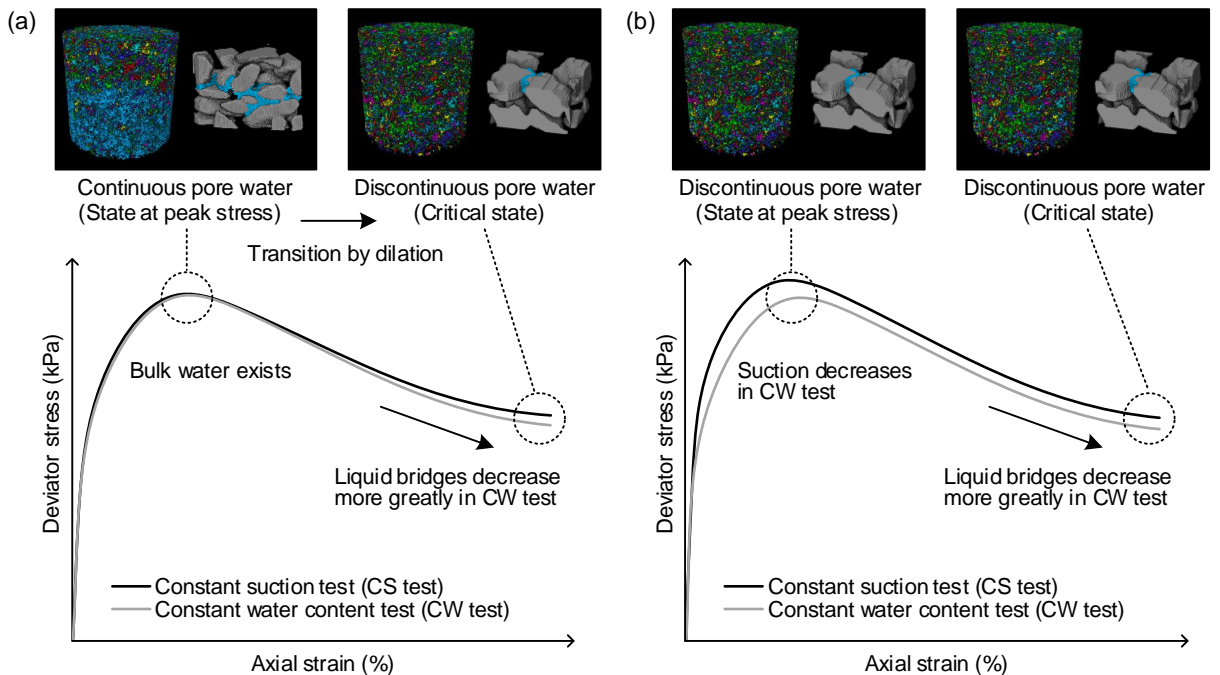 (a)
Continuous pore water
(State at peak stress)
Discontinuous pore water
(Critical state)
Transition by dilation
Bulk water exists
Liquid bridges decrease
more greatly in CW test
Constant suction test (CS test)
Constant water content test (CW test)
Deviator stress (kPa)
Axial strain (%)
(b)
Discontinuous pore water
(State at peak stress)
Discontinuous pore water
(Critical state)
Suction decreases
in CW test
Liquid bridges decrease
more greatly in CW test
Constant suction test (CS test)
Constant water content test (CW test)
Deviator stress (kPa)
Axial strain (%)